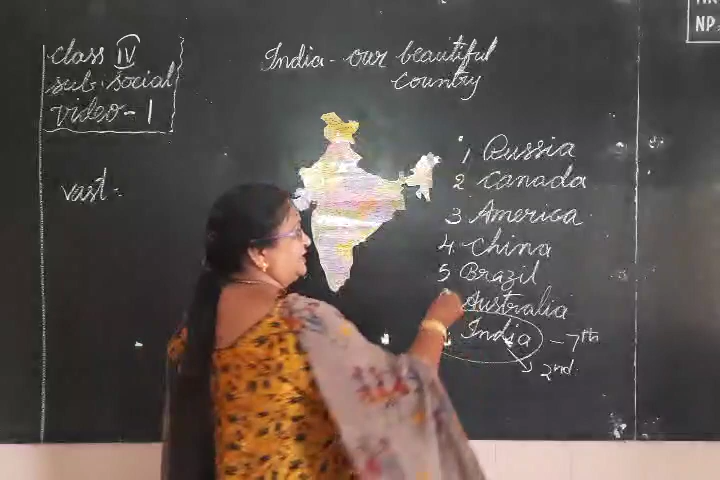 class IV
sub. social
video - 1
India - our beautiful
country
vast -
1, Russia
2 Canada
3 America
4. China
5 Brazil
Australia
India - 7th
2nd
NP